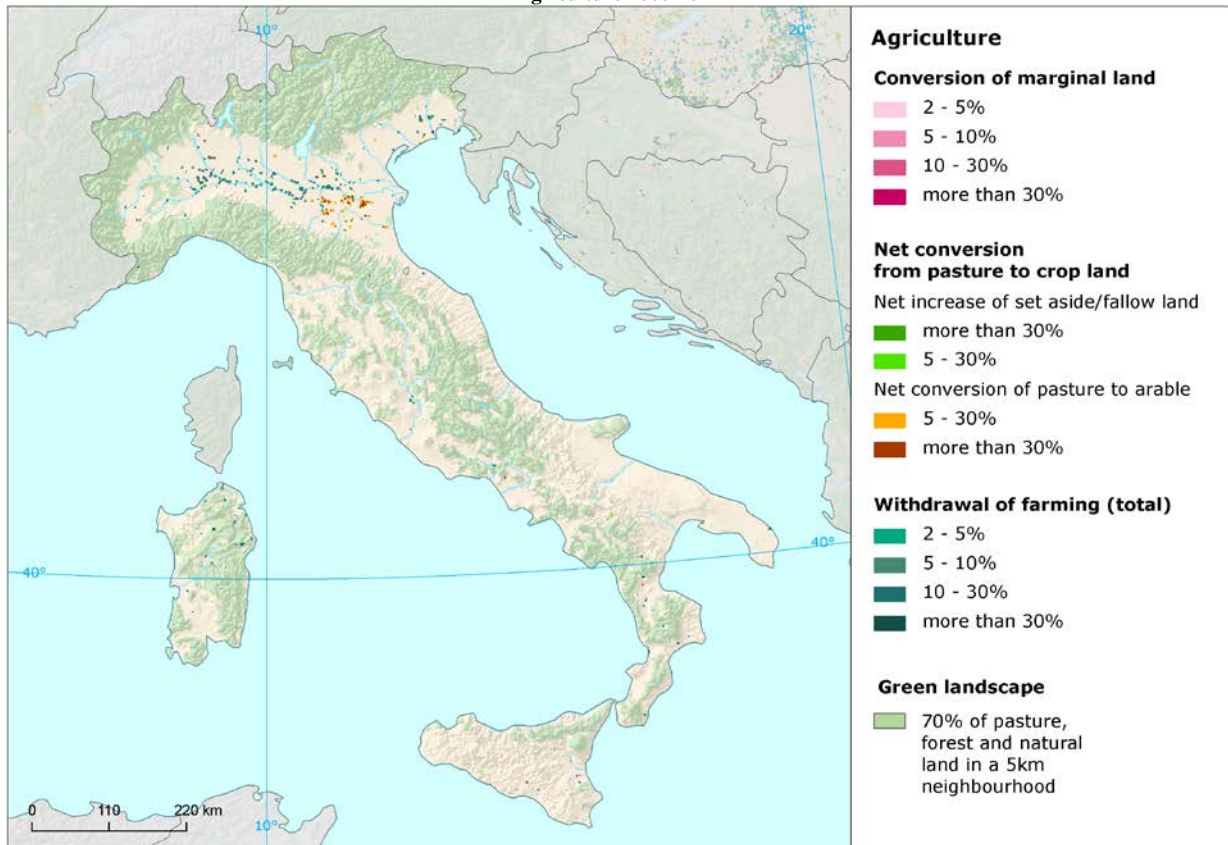 10°
20°
40°
40°
10°
0 110 220 km
Agriculture
Conversion of marginal land
2 - 5%
5 - 10%
10 - 30%
more than 30%
Net conversion
from pasture to crop land
Net increase of set aside/fallow land
more than 30%
5 - 30%
Net conversion of pasture to arable
5 - 30%
more than 30%
Withdrawal of farming (total)
2 - 5%
5 - 10%
10 - 30%
more than 30%
Green landscape
70% of pasture,
forest and natural
land in a 5km
neighbourhood